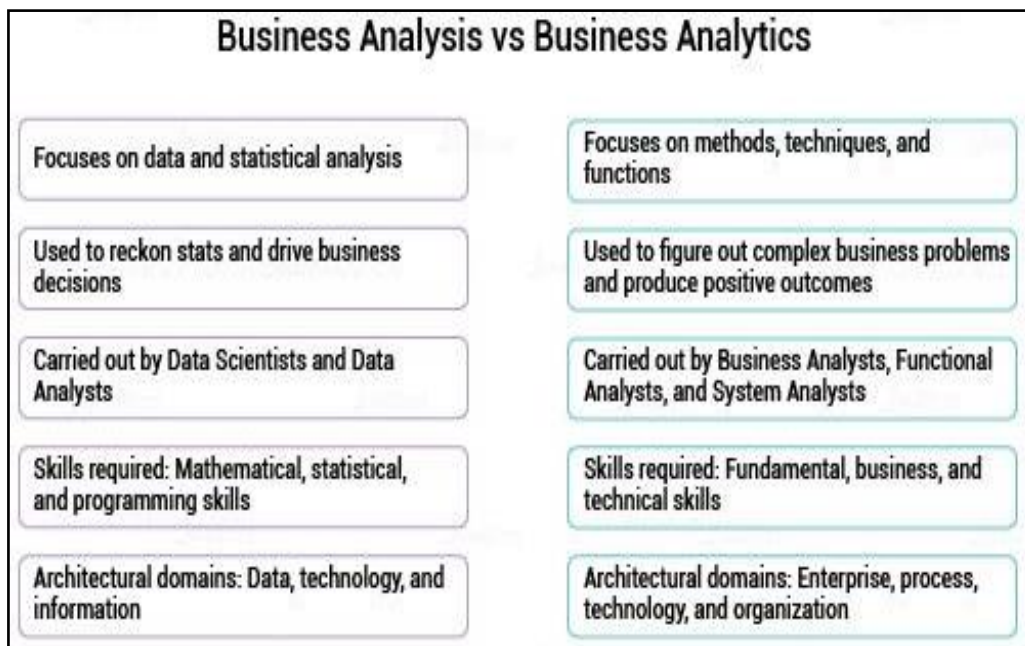 Business Analysis vs Business Analytics
Focuses on data and statistical analysis
Focuses on methods, techniques, and
functions
Used to reckon stats and drive business
decisions
Used to figure out complex business problems
and produce positive outcomes
Carried out by Data Scientists and Data
Analysts
Carried out by Business Analysts, Functional
Analysts, and System Analysts
Skills required: Mathematical, statistical,
and programming skills
Skills required: Fundamental, business, and
technical skills
Architectural domains: Data, technology, and
information
Architectural domains: Enterprise, process,
technology, and organization